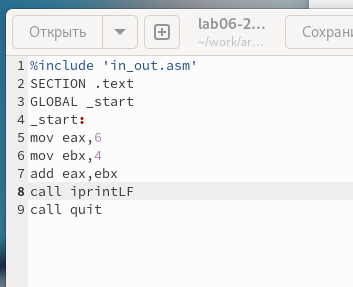 Открыть
lab06-2...
~/work/ar...
Сохрани
1 %include 'in_out.asm'
2 SECTION .text
3 GLOBAL _start
4 _start:
5 mov eax,6
6 mov ebx,4
7 add eax,ebx
8 call iprintLF
9 call quit